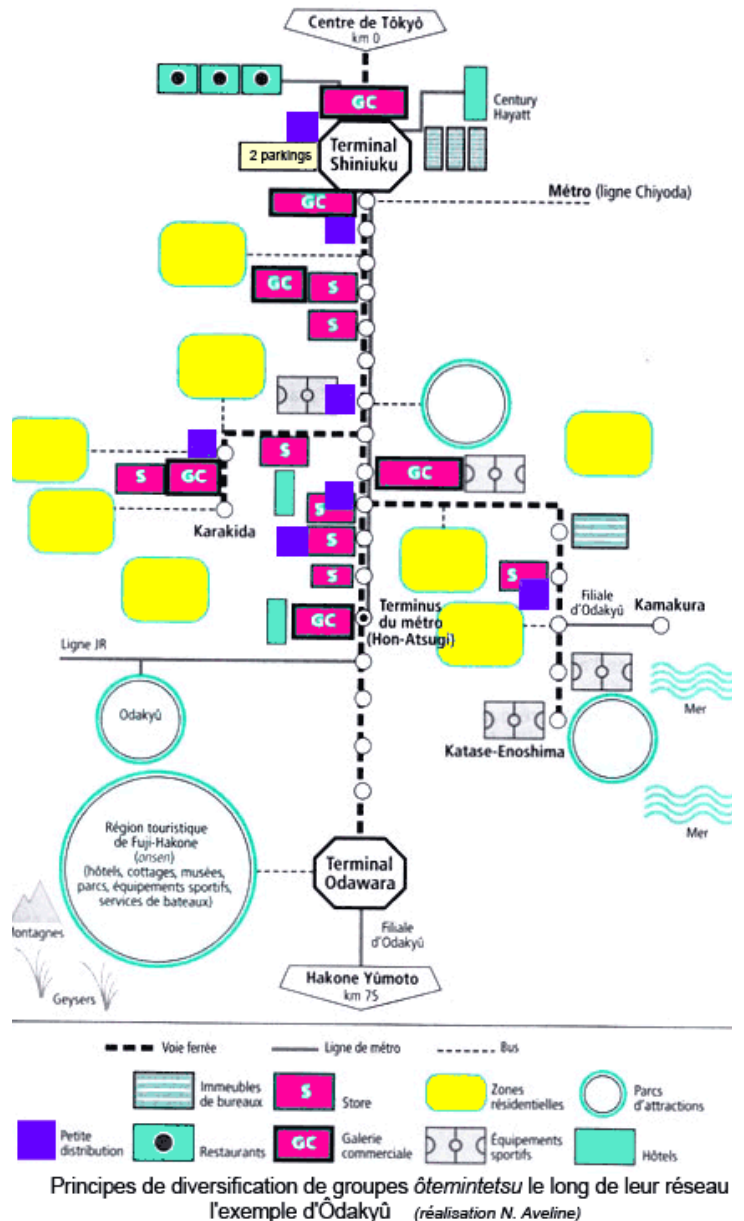 Centre de Tôkyô
km 0
GC
Century
Hayatt
2 parkings
Terminal
Shiniuku
GC
Métro (ligne Chiyoda)
GC
S
S
S
S
GC
GC
Karakida
S
S
S
S
GC
Terminus
du métro
(Hon-Atsugi)
Filiale
d'Odakyû
Kamakura
Ligne JR
Odakyû
Katase-Enoshima
Mer
Mer
Région touristique
de Fuji-Hakone
(onsen)
(hôtels, cottages, musées,
parcs, équipements sportifs,
services de bateaux)
Terminal
Odawara
ontagnes
Geysers
Filiale
d'Odakyû
Hakone Yûmoto
km 75
Voie ferrée
Ligne de métro
Bus
Immeubles
de bureaux
S
Store
Zones
résidentielles
Parcs
d'attractions
Petite
distribution
Restaurants
GC
Galerie
commerciale
Équipements
sportifs
Hôtels
Principes de diversification de groupes ôtemintetsu le long de leur réseau
l'exemple d'Ôdakyû (réalisation N. Aveline)